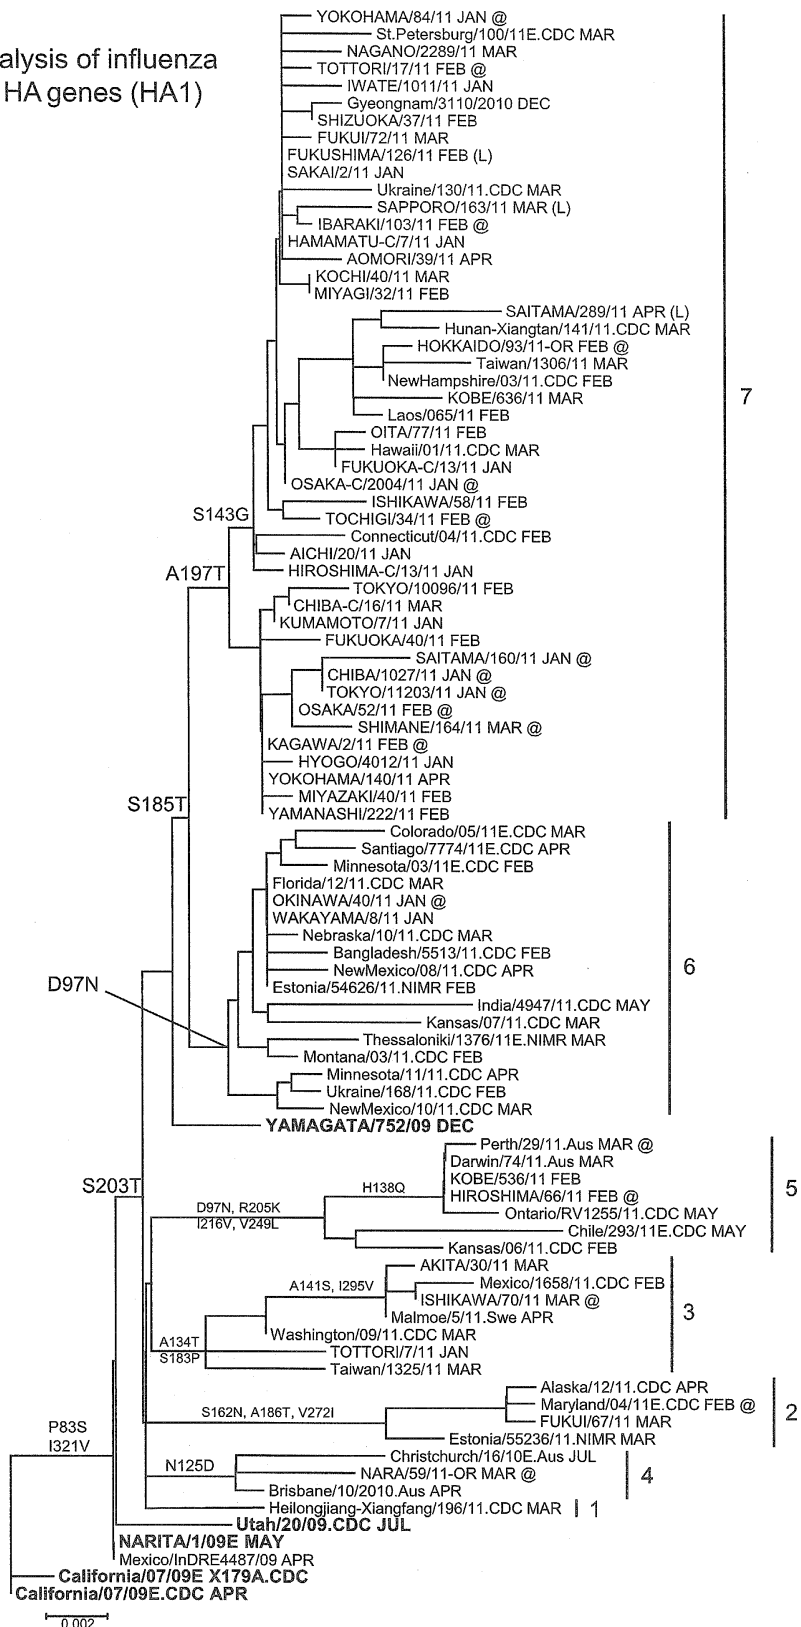 YOKOHAMA/84/11 JAN @
St.Petersburg/100/11E.CDC MAR
NAGANO/2289/11 MAR
alysis of influenza
TOTTORI/17/11 FEB @
IWATE/1011/11 JAN
HA genes (HA1)
Gyeongnam/3110/2010 DEC
SHIZUOKA/37/11 FEB
FUKUI/72/11 MAR
FUKUSHIMA/126/11 FEB (L)
SAKAI/2/11 JAN
Ukraine/130/11.CDC MAR
SAPPORO/163/11 MAR (L)
IBARAKI/103/11 FEB @
HAMAMATU-C/7/11 JAN
AOMORI/39/11 APR
KOCHI/40/11 MAR
MIYAGI/32/11 FEB
SAITAMA/289/11 APR (L)
Hunan-Xiangtan/141/11.CDC MAR
HOKKAIDO/93/11-OR FEB @
Taiwan/1306/11 MAR
NewHampshire/03/11.CDC FEB
KOBE/636/11 MAR
7
Laos/065/11 FEB
OITA/77/11 FEB
Hawaii/01/11.CDC MAR
FUKUOKA-C/13/11 JAN
OSAKA-C/2004/11 JAN @
ISHIKAWA/58/11 FEB
S143G
TOCHIGI/34/11 FEB @
Connecticut/04/11.CDC FEB
AICHI/20/11 JAN
HIROSHIMA-C/13/11 JAN
A197T
TOKYO/10096/11 FEB
CHIBA-C/16/11 MAR
KUMAMOTO/7/11 JAN
FUKUOKA/40/11 FEB
SAITAMA/160/11 JAN @
CHIBA/1027/11 JAN @
TOKYO/11203/11 JAN @
OSAKA/52/11 FEB @
SHIMANE/164/11 MAR @
KAGAWA/2/11 FEB @
HYOGO/4012/11 JAN
YOKOHAMA/140/11 APR
MIYAZAKI/40/11 FEB
S185T
YAMANASHI/222/11 FEB
Colorado/05/11E.CDC MAR
Santiago/7774/11E.CDC APR
Minnesota/03/11E.CDC FEB
Florida/12/11.CDC MAR
OKINAWA/40/11 JAN @
WAKAYAMA/8/11 JAN
Nebraska/10/11.CDC MAR
Bangladesh/5513/11.CDC FEB
6
NewMexico/08/11.CDC APR
D97N
Estonia/54626/11.NIMR FEB
India/4947/11.CDC MAY
Kansas/07/11.CDC MAR
Thessaloniki/1376/11E.NIMR MAR
Montana/03/11.CDC FEB
Minnesota/11/11.CDC APR
Ukraine/168/11.CDC FEB
NewMexico/10/11.CDC MAR
YAMAGATA/752/09 DEC
Perth/29/11.Aus MAR @
Darwin/74/11.Aus MAR
KOBE/536/11 FEB
S203T
H138Q
5
HIROSHIMA/66/11 FEB @
D97N, R205K
Ontario/RV1255/11.CDC MAY
I216V, V249L
Chile/293/11E.CDC MAY
Kansas/06/11.CDC FEB
AKITA/30/11 MAR
A141S, I295V
Mexico/1658/11.CDC FEB
ISHIKAWA/70/11 MAR @
3
Malmoe/5/11.Swe APR
Washington/09/11.CDC MAR
A134T
TOTTORI/7/11 JAN
S183P
Taiwan/1325/11 MAR
Alaska/12/11.CDC APR
Maryland/04/11E.CDC FEB @
S162N, A186T, V272I
2
FUKUI/67/11 MAR
P83S
Estonia/55236/11.NIMR MAR
I321V
Christchurch/16/10E.Aus JUL
N125D
NARA/59/11-OR MAR @
4
Brisbane/10/2010.Aus APR
Heilongjiang-Xiangfang/196/11.CDC MAR
1
Utah/20/09.CDC JUL
NARITA/1/09E MAY
Mexico/InDRE4487/09 APR
California/07/09E X179A.CDC
California/07/09E.CDC APR
0.002